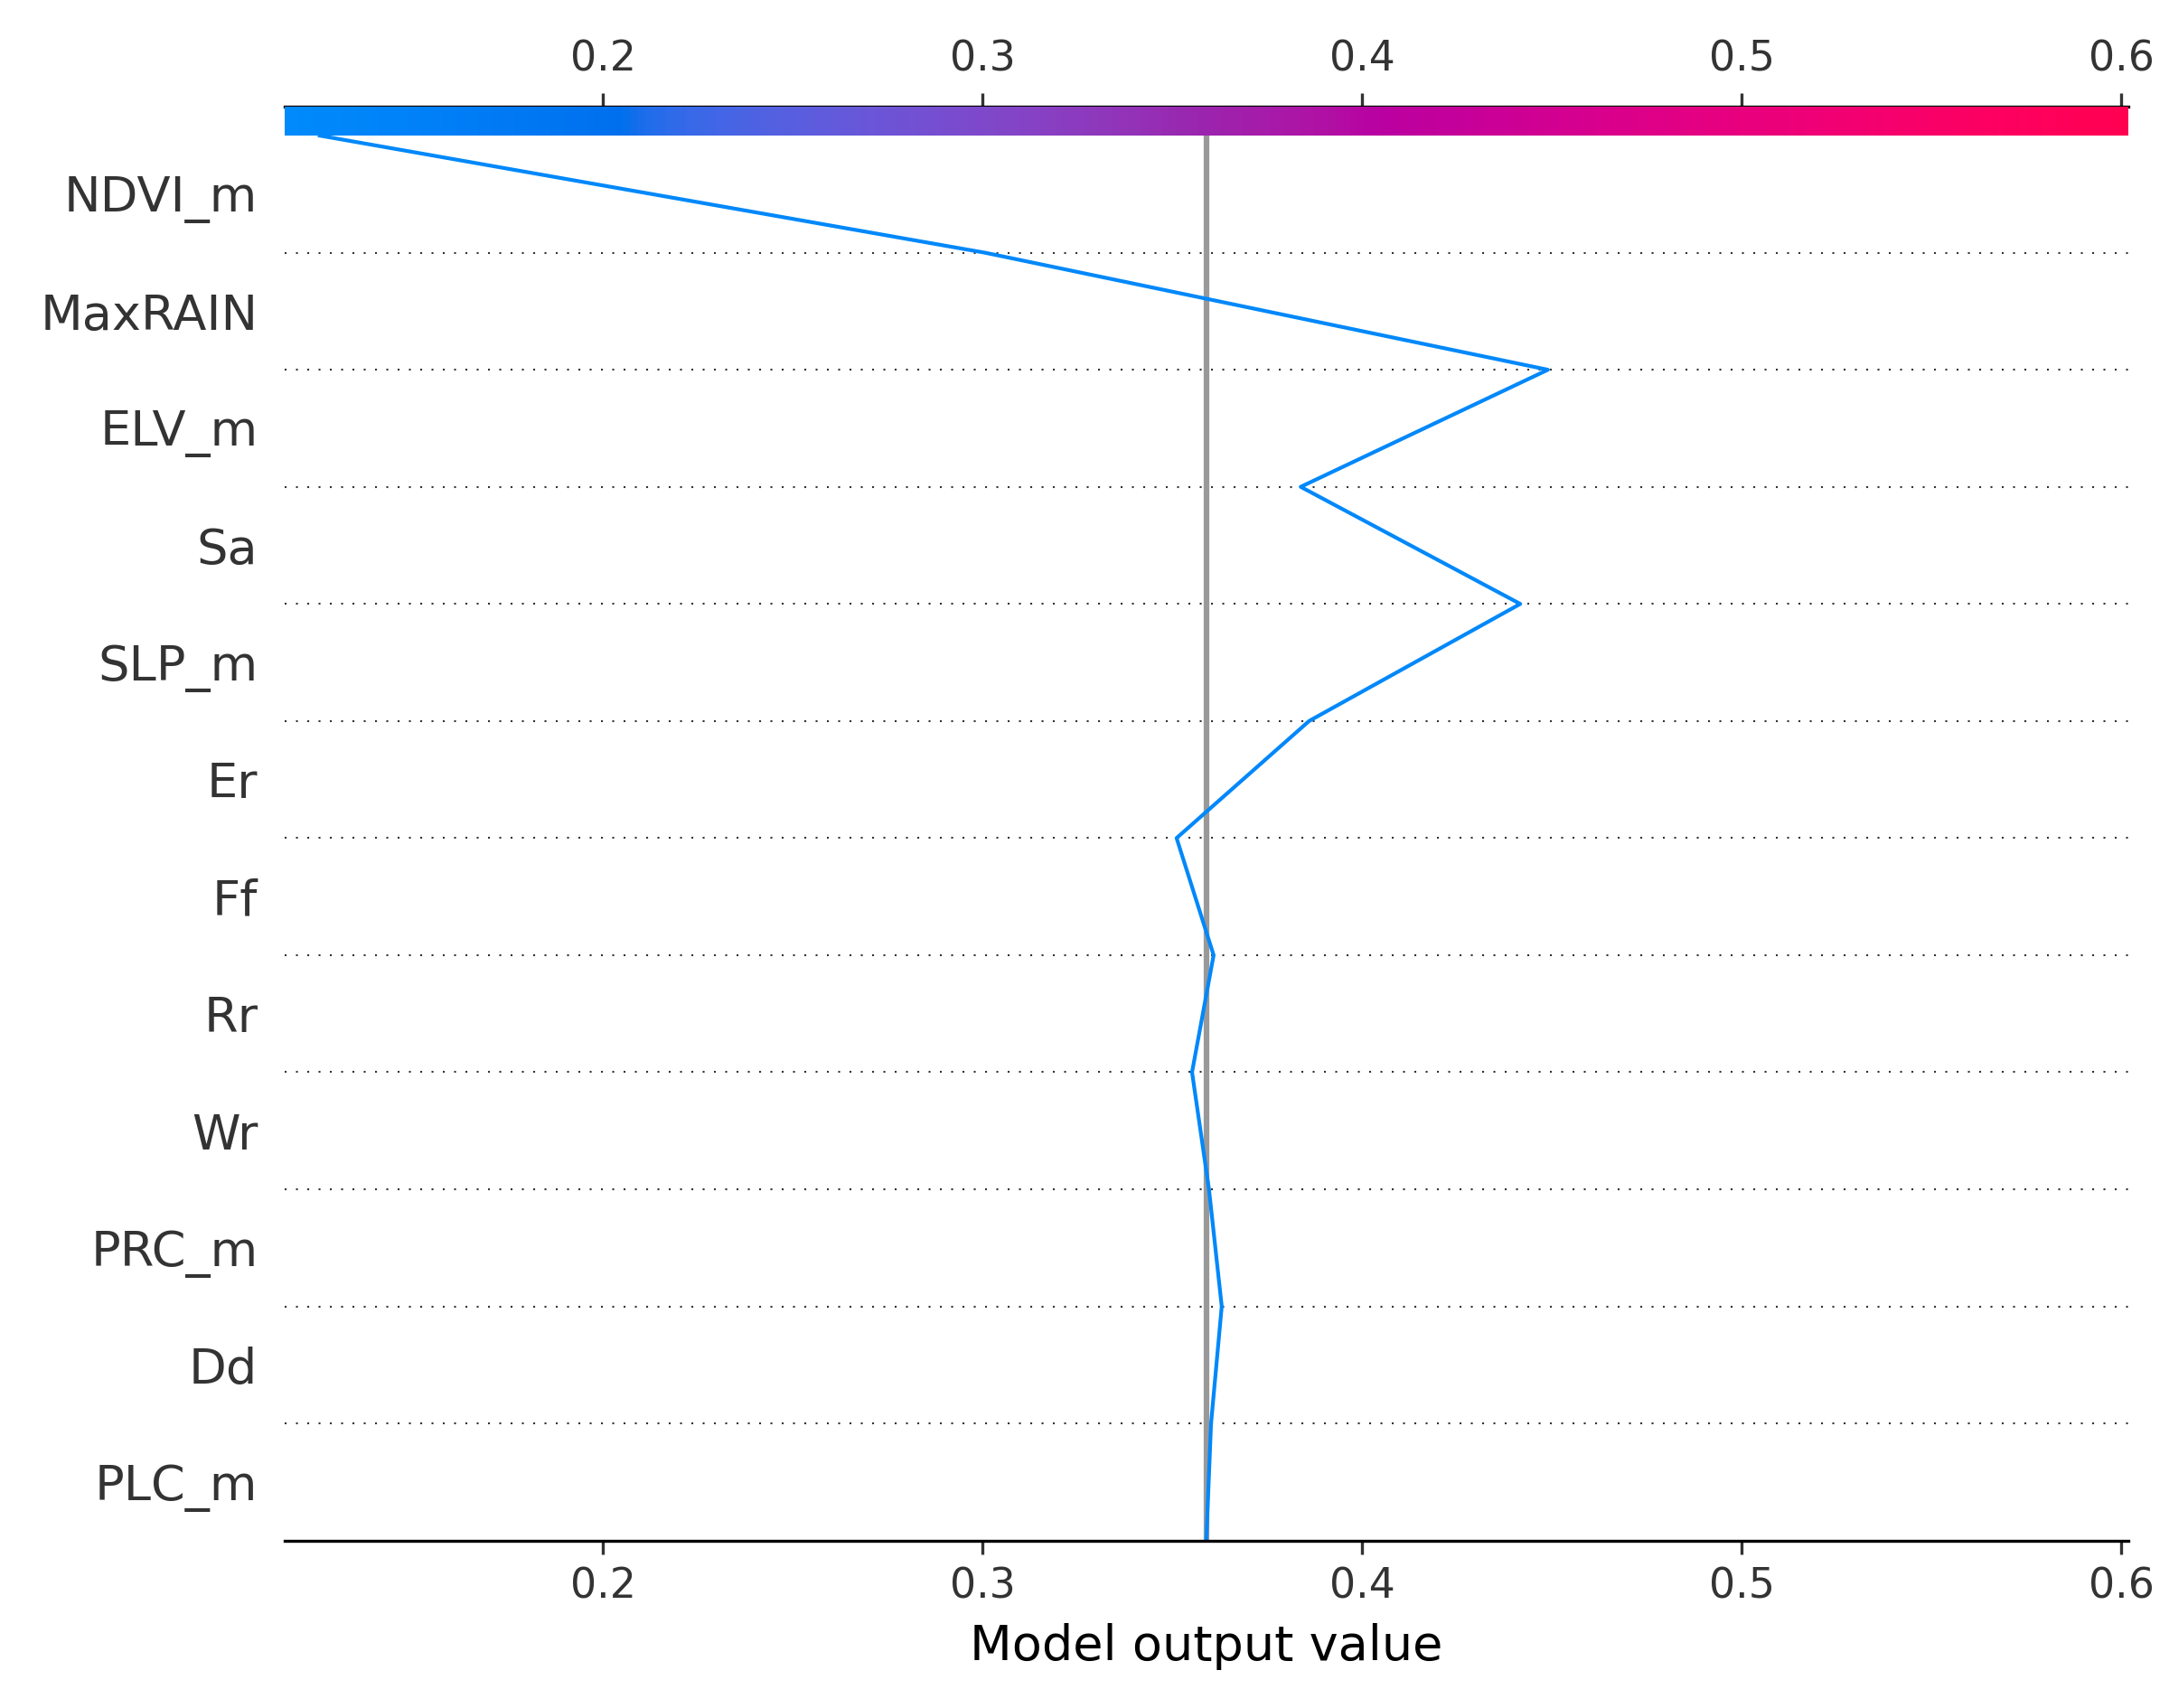 0.2 0.3 0.4 0.5 0.6
NDVI_m
MaxRAIN
ELV_m
Sa
SLP_m
Er
Ff
Rr
Wr
PRC_m
Dd
PLC_m
0.2 0.3 0.4 0.5 0.6
Model output value